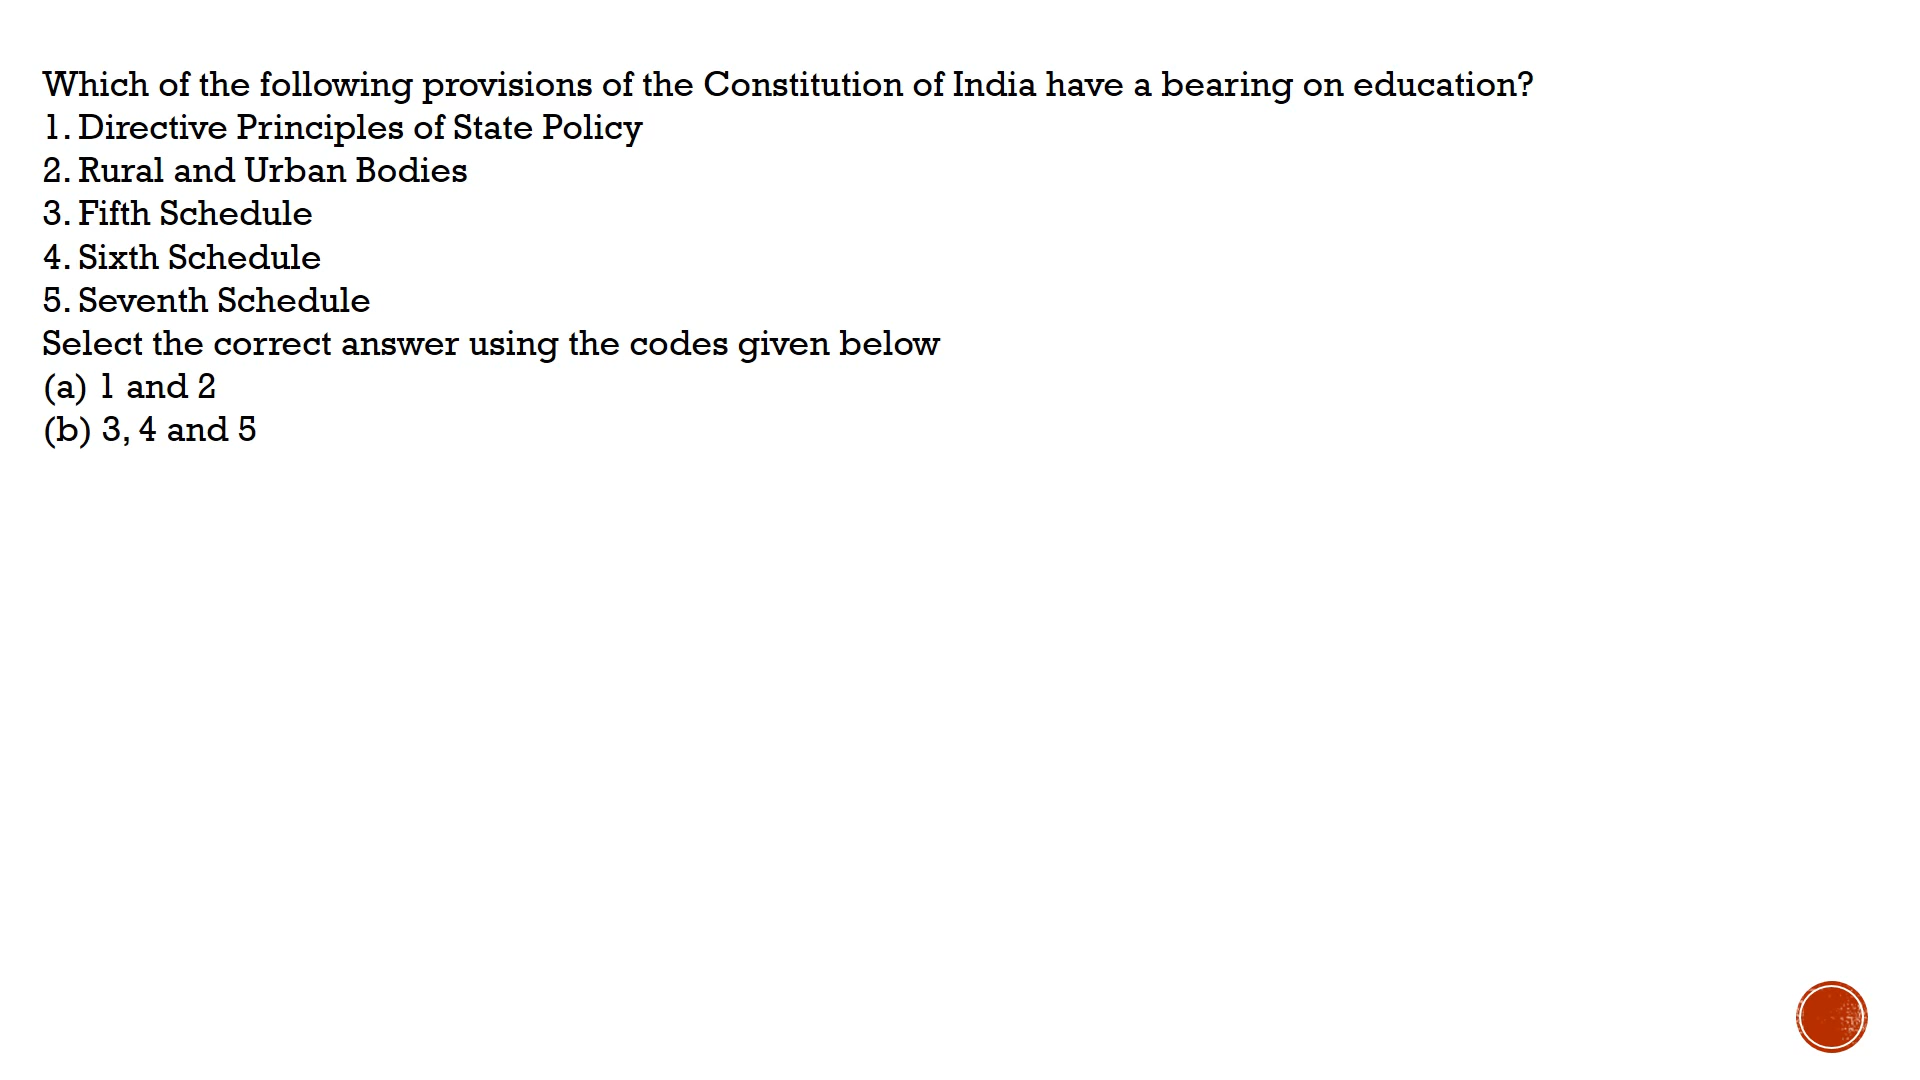 Which of the following provisions of the Constitution of India have a bearing on education?
1. Directive Principles of State Policy
2. Rural and Urban Bodies
3. Fifth Schedule
4. Sixth Schedule
5. Seventh Schedule
Select the correct answer using the codes given below
(a) 1 and 2
(b) 3, 4 and 5